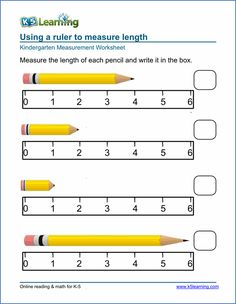 K5 Learning
Using a ruler to measure length
Kindergarten Measurement Worksheet
Measure the length of each pencil and write it in the box.
0 1 2 3 4 5 6
0 1 2 3 4 5 6
0 1 2 3 4 5 6
0 1 2 3 4 5 6
Online reading & math for K-5
www.k5learning.com